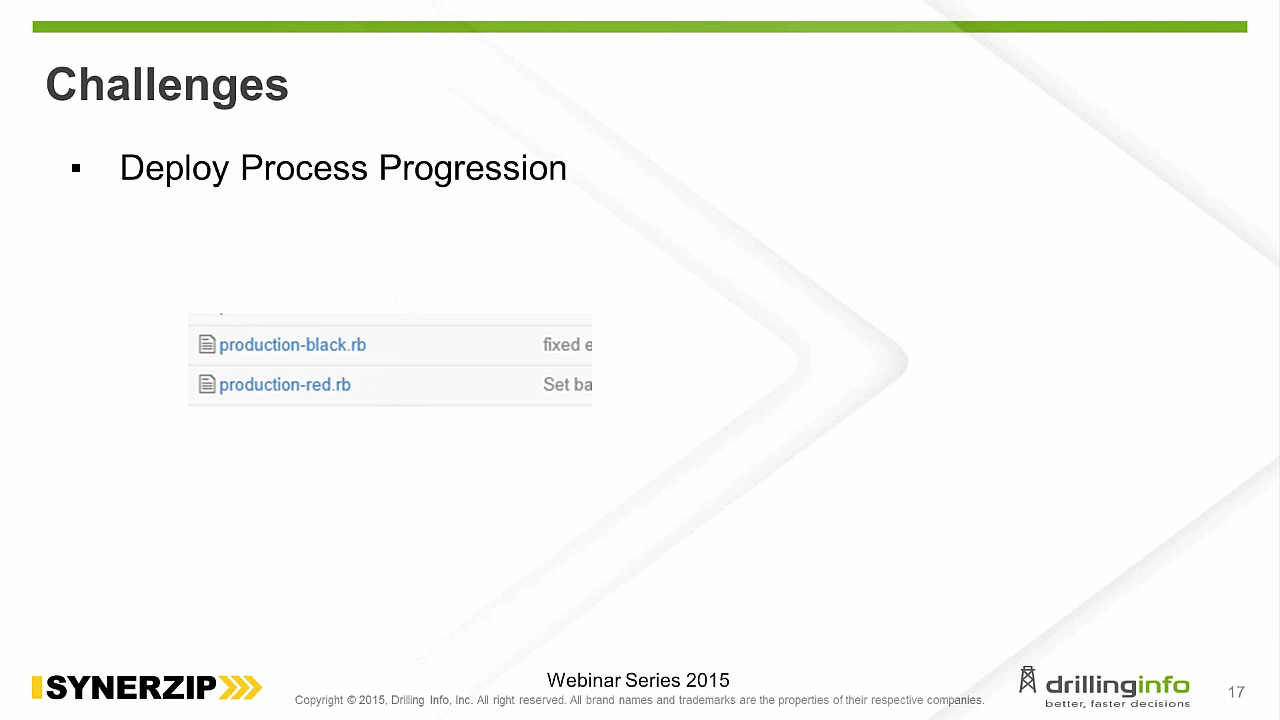 Challenges
▪ Deploy Process Progression
production-black.rb fixed e
production-red.rb Set ba
SYNERZIP
Webinar Series 2015
Copyright © 2015, Drilling Info, Inc. All right reserved. All brand names and trademarks are the properties of their respective companies.
drillinginfo
better, faster decisions
17